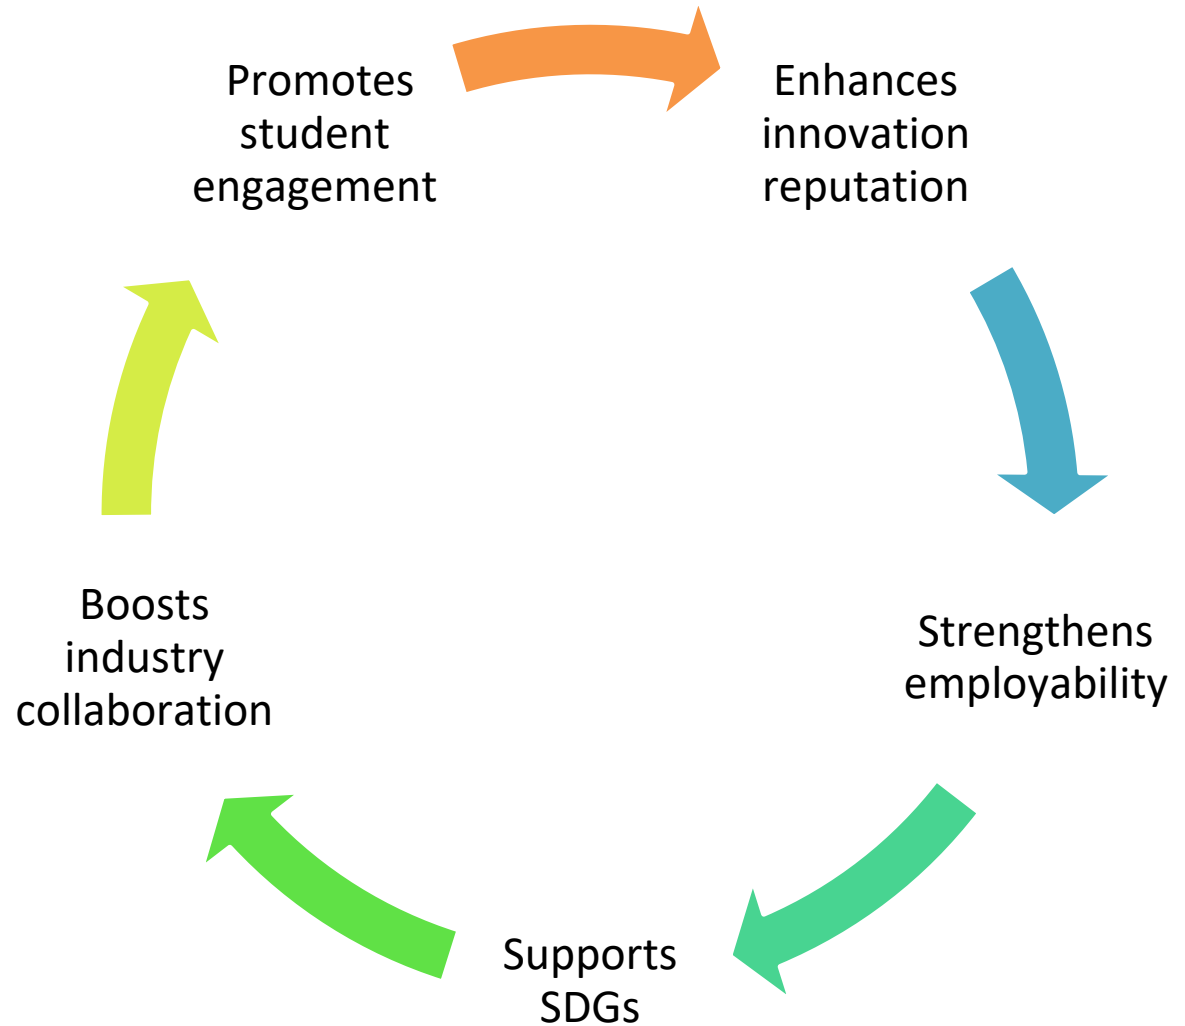 Promotes
student
engagement
Enhances
innovation
reputation
Strengthens
employability
Supports
SDGs
Boosts
industry
collaboration